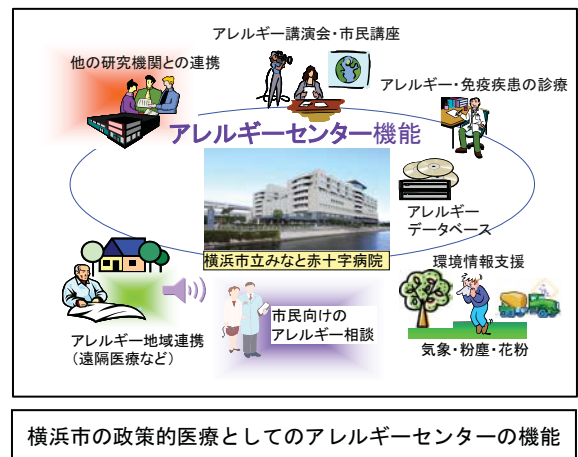 アレルギー講演会・市民講座
他の研究機関との連携
アレルギー・免疫疾患の診療
アレルギーセンター機能
アレルギー
データベース
横浜市立みなと赤十字病院
環境情報支援
市民向けの
アレルギー相談
アレルギー地域連携
（遠隔医療など）
気象・粉塵・花粉
横浜市の政策的医療としてのアレルギーセンターの機能